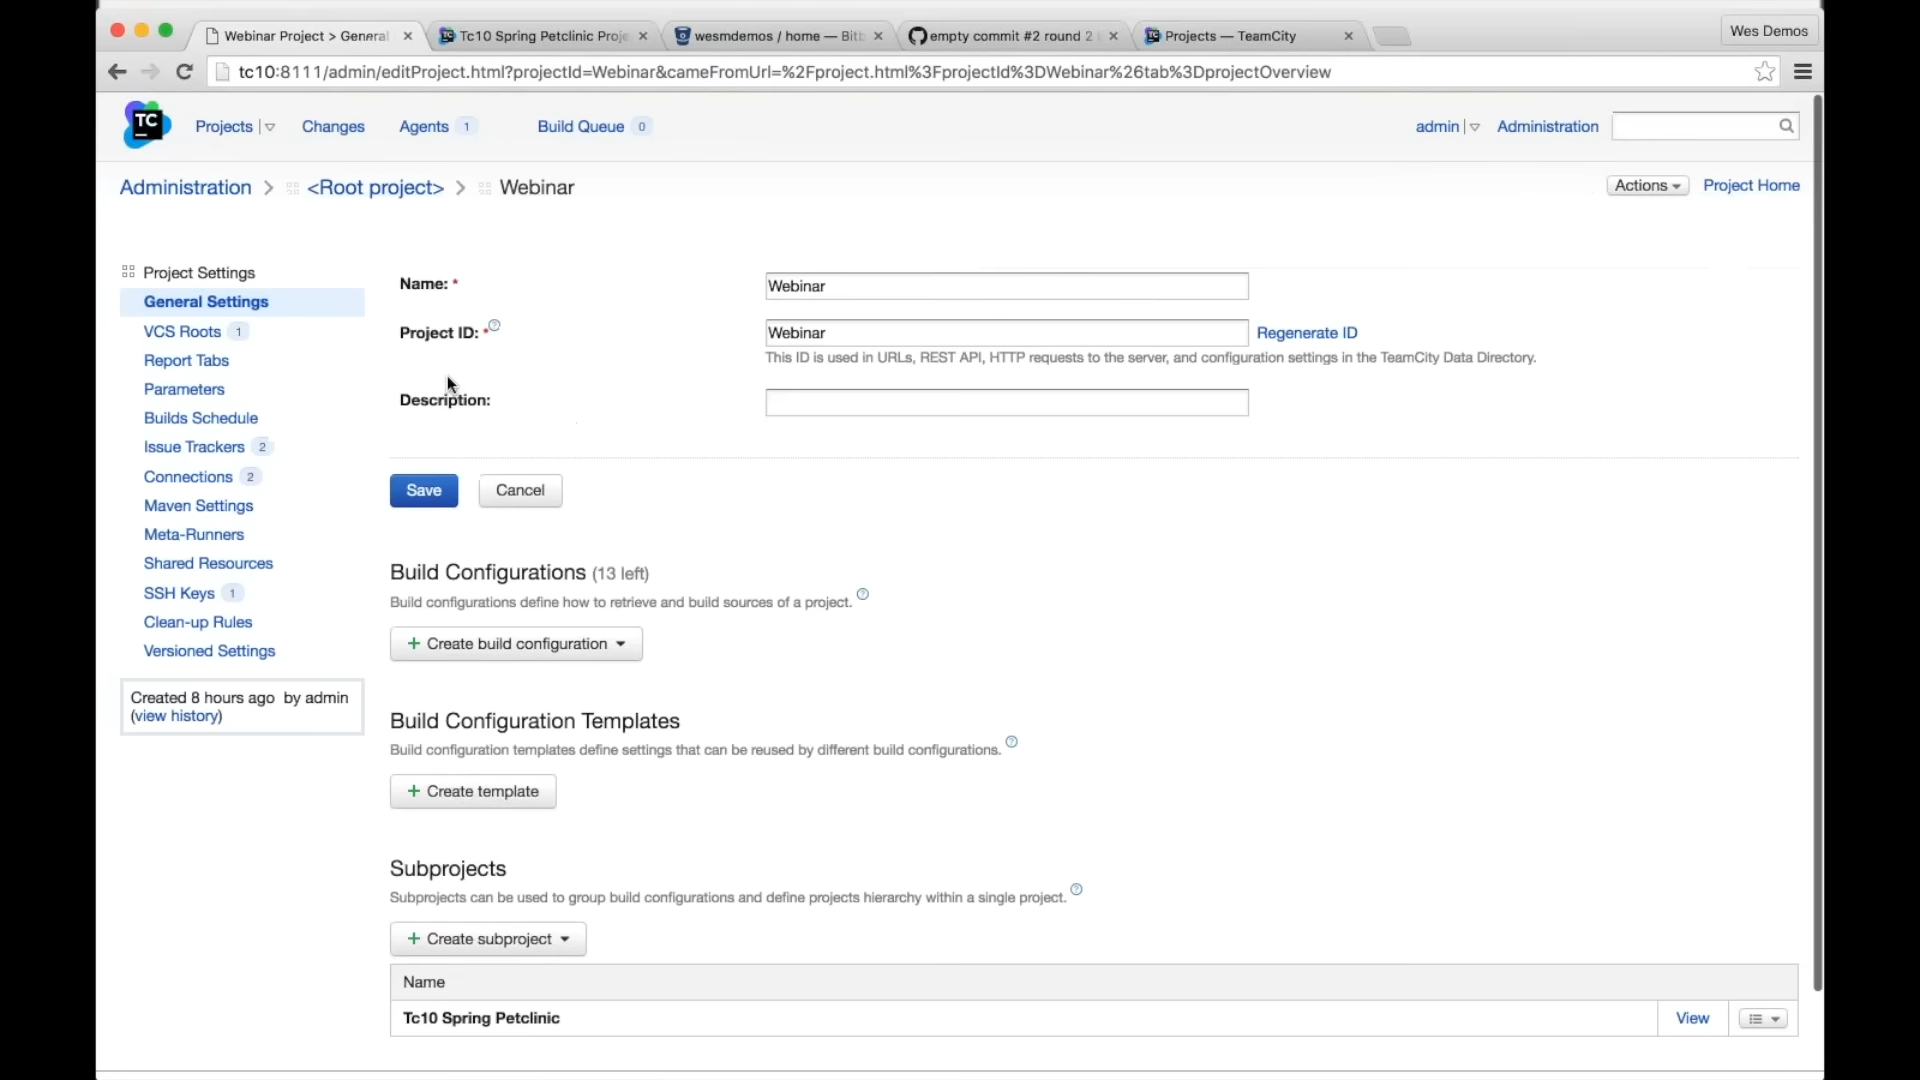 Webinar Project > General
Tc10 Spring Petclinic Proje
wesmdemos / home — Bitb
empty commit #2 round 2
Projects — TeamCity
Wes Demos
tc10:8111/admin/editProject.html?projectId=Webinar&cameFromUrl=%2Fproject.html%3FprojectId%3DWebinar%26tab%3DprojectOverview
TC
Projects
Changes
Agents 1
Build Queue 0
admin
Administration
Administration > <Root project> > Webinar
Actions
Project Home
Project Settings
General Settings
VCS Roots 1
Report Tabs
Parameters
Builds Schedule
Issue Trackers 2
Connections 2
Maven Settings
Meta-Runners
Shared Resources
SSH Keys 1
Clean-up Rules
Versioned Settings
Created 8 hours ago by admin
(view history)
Name: *
Webinar
Project ID: *
Webinar
Regenerate ID
This ID is used in URLs, REST API, HTTP requests to the server, and configuration settings in the TeamCity Data Directory.
Description:
Save
Cancel
Build Configurations (13 left)
Build configurations define how to retrieve and build sources of a project.
+ Create build configuration
Build Configuration Templates
Build configuration templates define settings that can be reused by different build configurations.
+ Create template
Subprojects
Subprojects can be used to group build configurations and define projects hierarchy within a single project.
+ Create subproject
Name
Tc10 Spring Petclinic
View